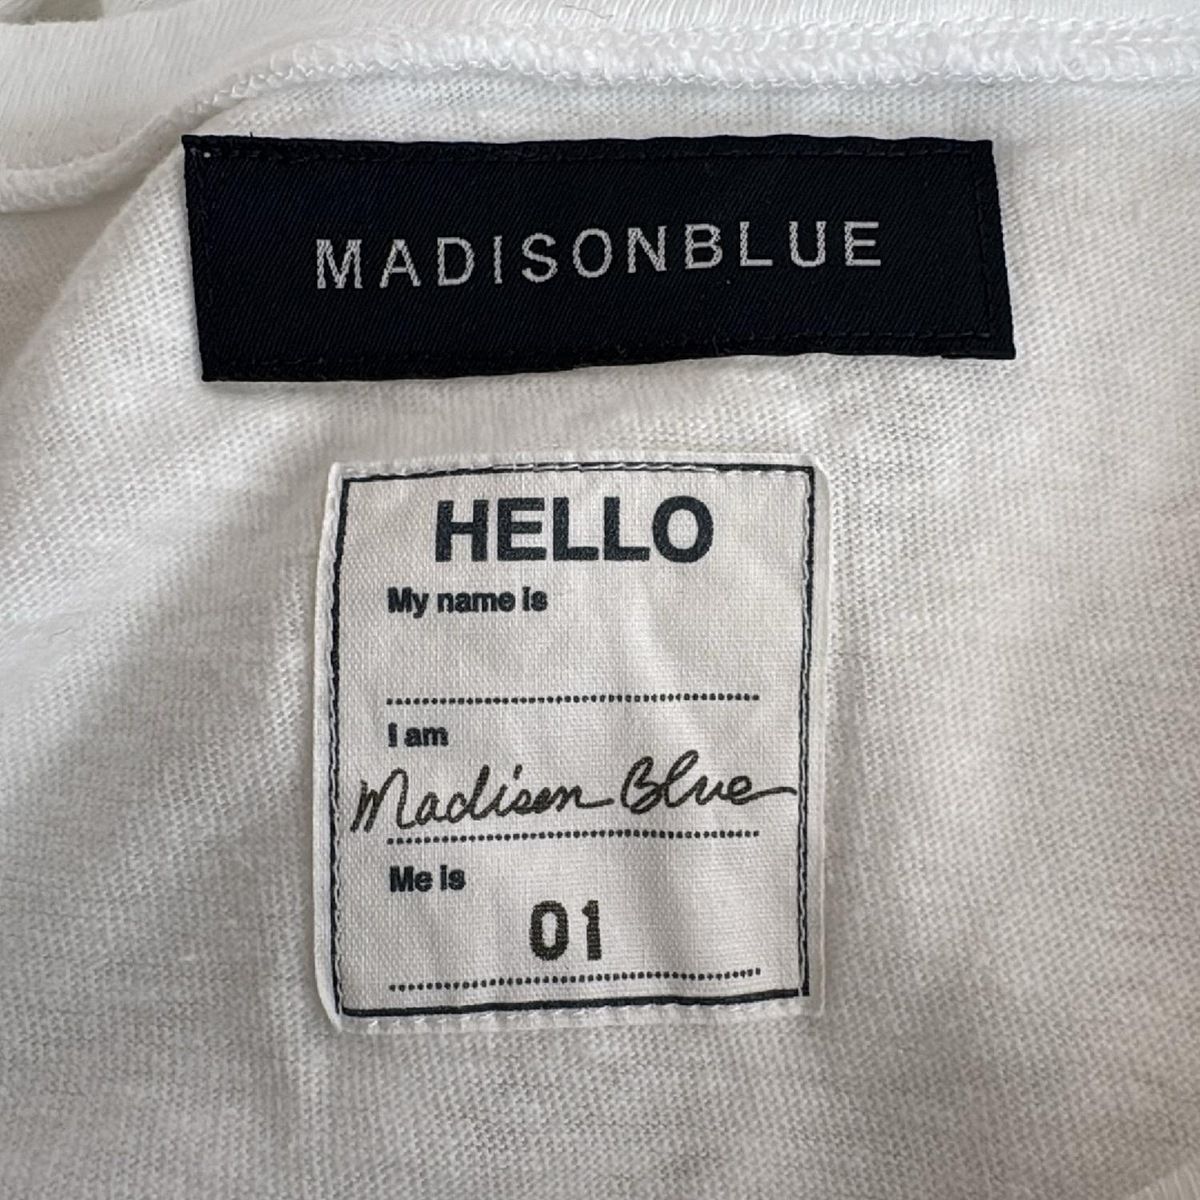 MADISONBLUE
HELLO
My name is
I am
Madison Blue
Me is
01